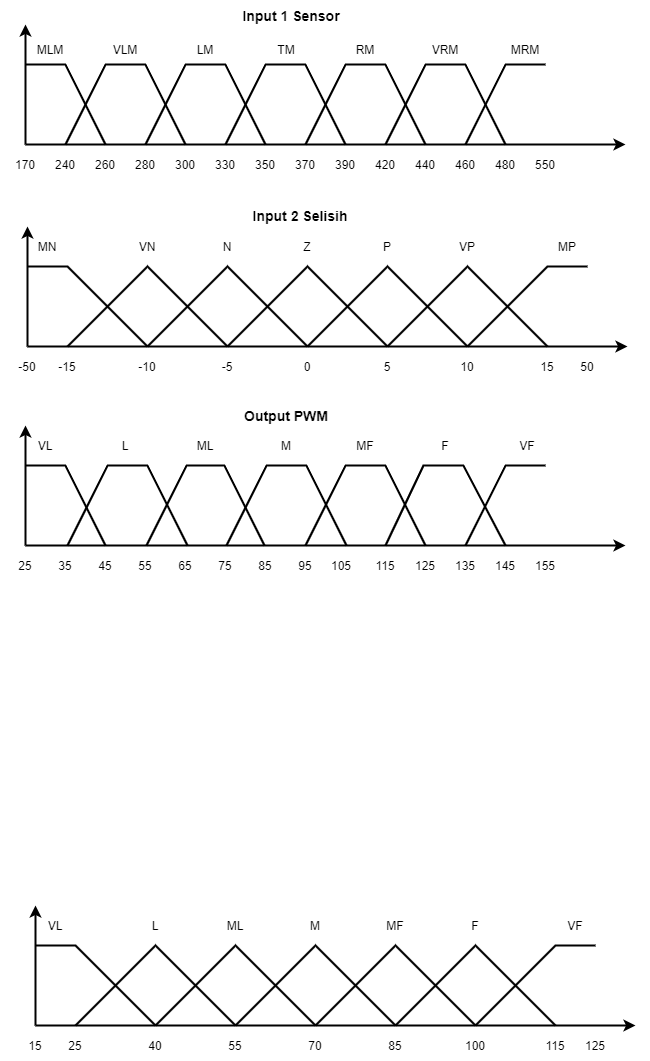 Input 1 Sensor
MLM VLM LM TM RM VRM MRM
170 240 260 280 300 330 350 370 390 420 440 460 480 550
Input 2 Selisih
MN VN N Z P VP MP
-50 -15 -10 -5 0 5 10 15 50
Output PWM
VL L ML M MF F VF
25 35 45 55 65 75 85 95 105 115 125 135 145 155
VL L ML M MF F VF
15 25 40 55 70 85 100 115 125